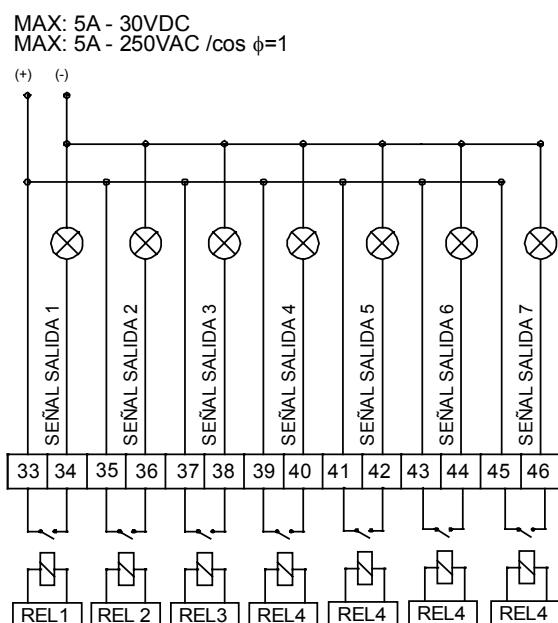 MAX: 5A - 30VDC
MAX: 5A - 250VAC /cos ϕ=1
(+) (-)
SEÑAL SALIDA 1
SEÑAL SALIDA 2
SEÑAL SALIDA 3
SEÑAL SALIDA 4
SEÑAL SALIDA 5
SEÑAL SALIDA 6
SEÑAL SALIDA 7
33 34 35 36 37 38 39 40 41 42 43 44 45 46
REL1 REL 2 REL3 REL4 REL4 REL4 REL4